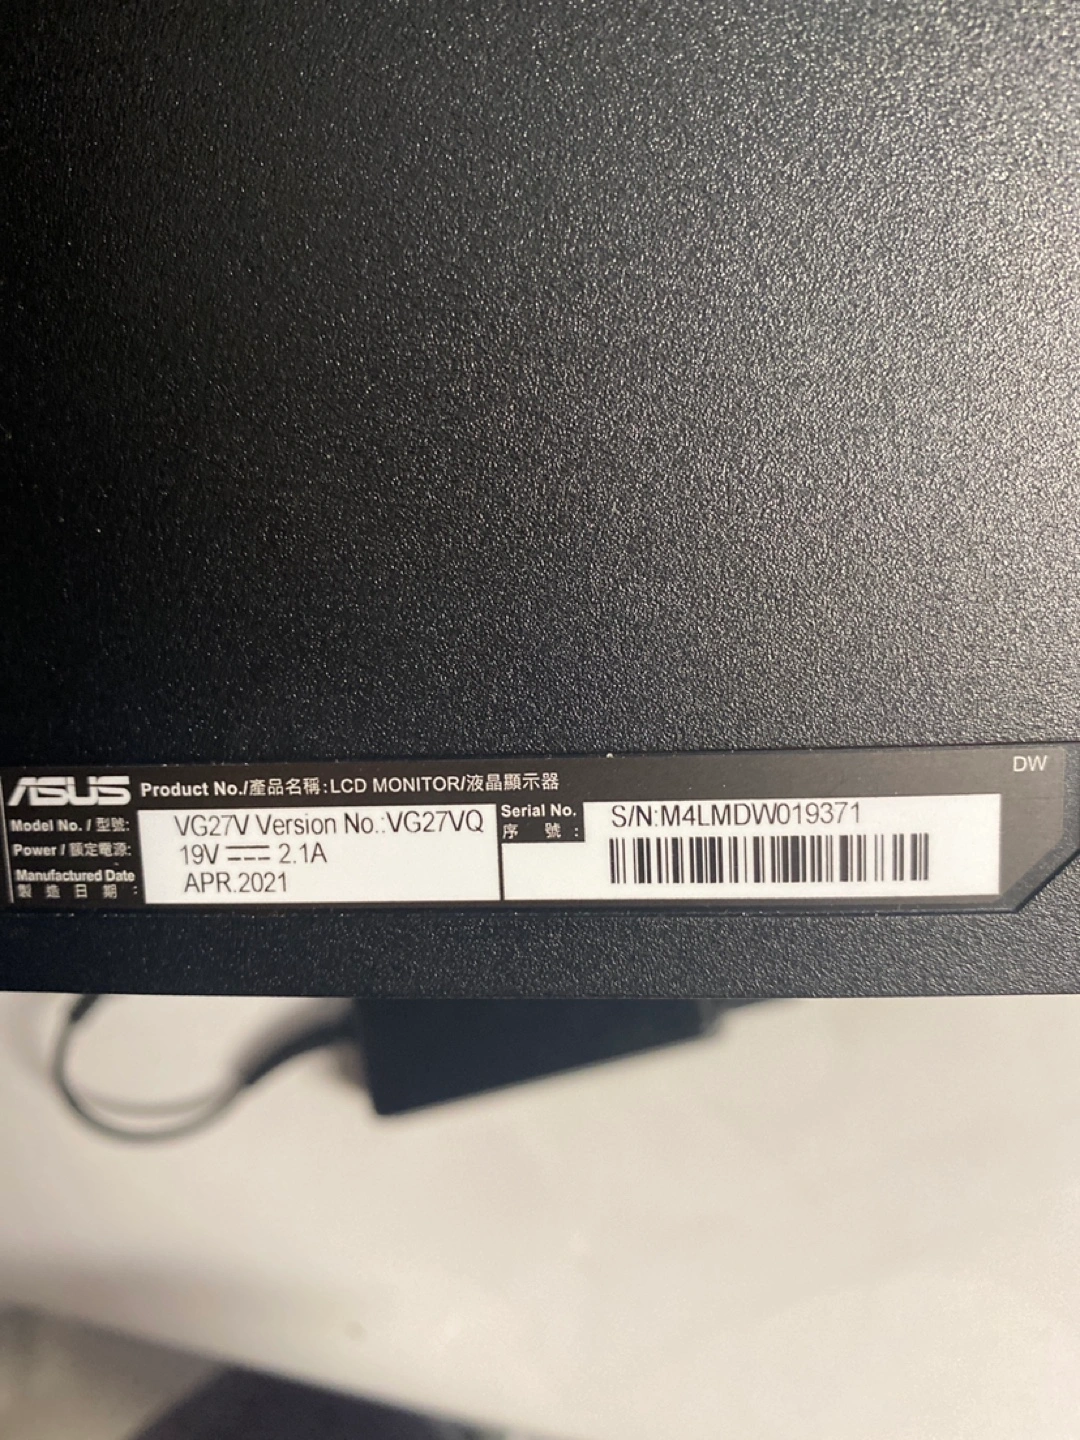 ASUS Product No./產品名稱:LCD MONITOR/液晶顯示器
DW
Model No. / 型號: VG27V Version No.:VG27VQ
Power / 額定電源: 19V ⎓ 2.1A
Manufactured Date APR.2021
製造日期:
Serial No. S/N:M4LMDW019371
序 號 :